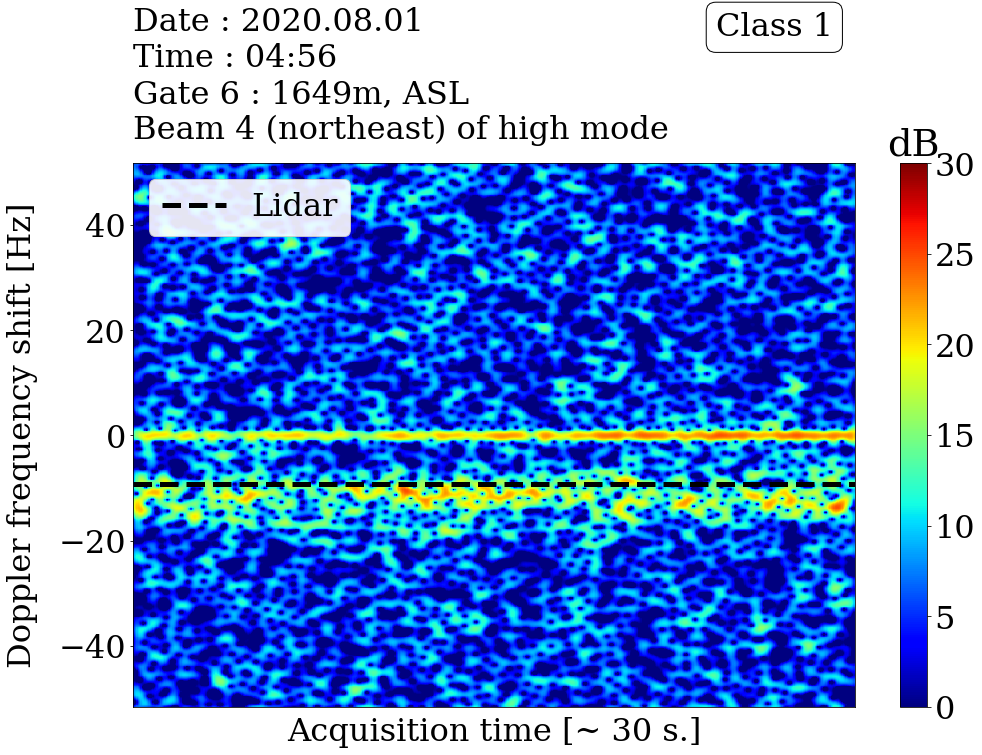 Date : 2020.08.01
Time : 04:56
Gate 6 : 1649m, ASL
Beam 4 (northeast) of high mode
Class 1
dB
Lidar
Doppler frequency shift [Hz]
40
20
0
−20
−40
30
25
20
15
10
5
0
Acquisition time [~ 30 s.]